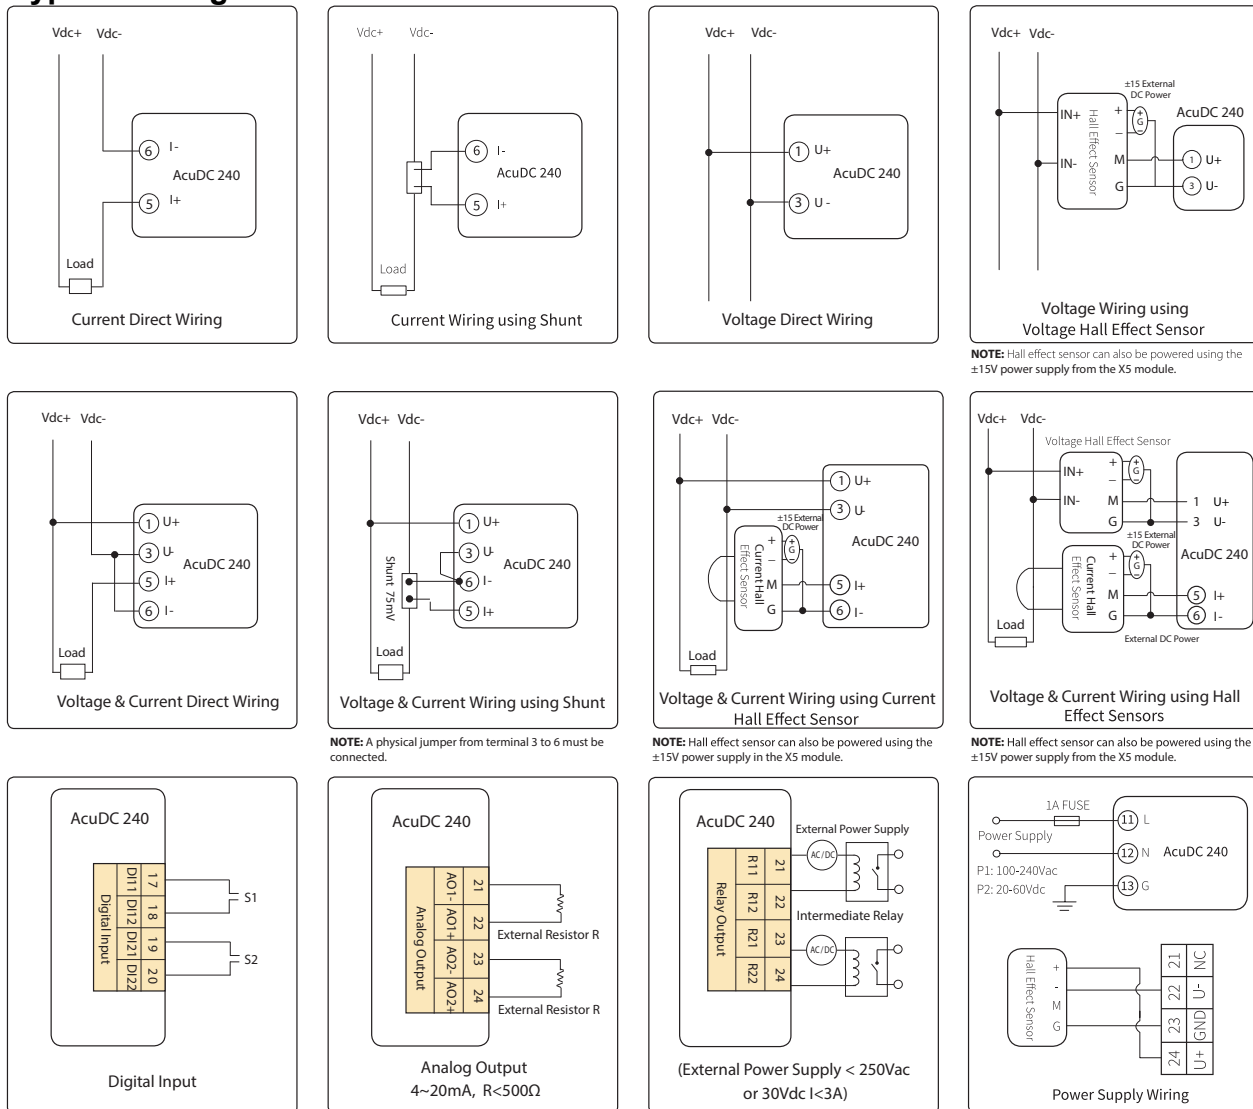 Vdc+ Vdc-
6 I-
AcuDC 240
5 I+
Load
Current Direct Wiring
Vdc+ Vdc-
6 I-
AcuDC 240
5 I+
Load
Current Wiring using Shunt
Vdc+ Vdc-
1 U+
AcuDC 240
3 U-
Voltage Direct Wiring
Vdc+ Vdc-
±15 External
DC Power
AcuDC 240
IN+
Hall Effect Sensor
+
+
G
−
−
IN-
M
1 U+
G
3 U-
Voltage Wiring using
Voltage Hall Effect Sensor
NOTE: Hall effect sensor can also be powered using the
±15V power supply from the X5 module.
Vdc+ Vdc-
1 U+
3 U-
AcuDC 240
5 I+
6 I-
Load
Voltage & Current Direct Wiring
Vdc+ Vdc-
1 U+
3 U-
AcuDC 240
Shunt 75mV
6 I-
5 I+
Load
Voltage & Current Wiring using Shunt
NOTE: A physical jumper from terminal 3 to 6 must be
connected.
Vdc+ Vdc-
1 U+
3 U-
±15 External
DC Power
AcuDC 240
Current Hall
Effect Sensor
+
+
G
−
−
M
5 I+
G
6 I-
Load
Voltage & Current Wiring using Current
Hall Effect Sensor
NOTE: Hall effect sensor can also be powered using the
±15V power supply in the X5 module.
Vdc+ Vdc-
Voltage Hall Effect Sensor
IN+
+
+
G
−
−
IN-
M
1 U+
G
3 U-
±15 External
DC Power
AcuDC 240
Current Hall
Effect Sensor
+
+
G
−
−
M
5 I+
G
6 I-
Load
External DC Power
Voltage & Current Wiring using Hall
Effect Sensors
NOTE: Hall effect sensor can also be powered using the
±15V power supply from the X5 module.
AcuDC 240
Digital Input
DI11 17
DI12 18
S1
DI21 19
DI22 20
S2
Digital Input
AcuDC 240
Analog Output
AO1- 21
AO1+ 22
External Resistor R
AO2- 23
AO2+ 24
External Resistor R
Analog Output
4~20mA, R<500Ω
AcuDC 240
External Power Supply
Relay Output
R11 21
AC/DC
R12 22
Intermediate Relay
R21 23
AC/DC
R22 24
(External Power Supply < 250Vac
or 30Vdc I<3A)
1A FUSE
11 L
Power Supply
12 N
AcuDC 240
P1: 100-240Vac
P2: 20-60Vdc
13 G
Hall Effect Sensor
+
-
M
G
21 NC
22 U-
23 GND
24 U+
Power Supply Wiring